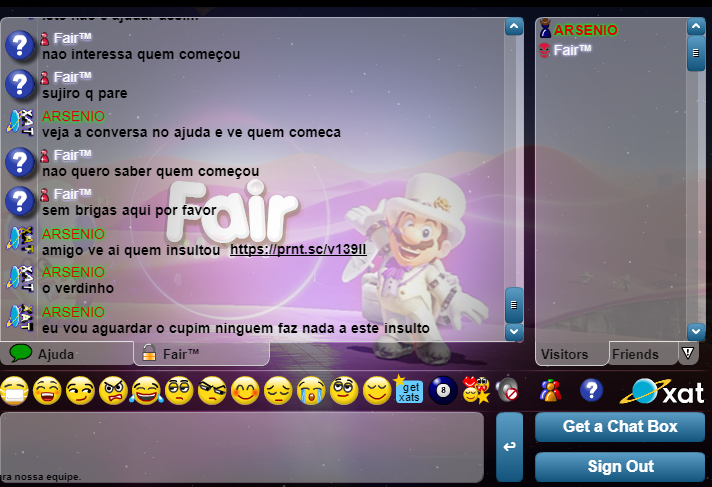 Fair™
nao interessa quem começou
Fair™
sujiro q pare
ARSENIO
veja a conversa no ajuda e ve quem comeca
Fair™
nao quero saber quem começou
Fair™
sem brigas aqui por favor
ARSENIO
amigo ve ai quem insultou https://prnt.sc/v139ll
ARSENIO
o verdinho
ARSENIO
eu vou aguardar o cupim ninguem faz nada a este insulto
Fair
ARSENIO
Fair™
Ajuda
Fair™
Visitors
Friends
get
xats
8
xat
nossa equipe.
Get a Chat Box
Sign Out